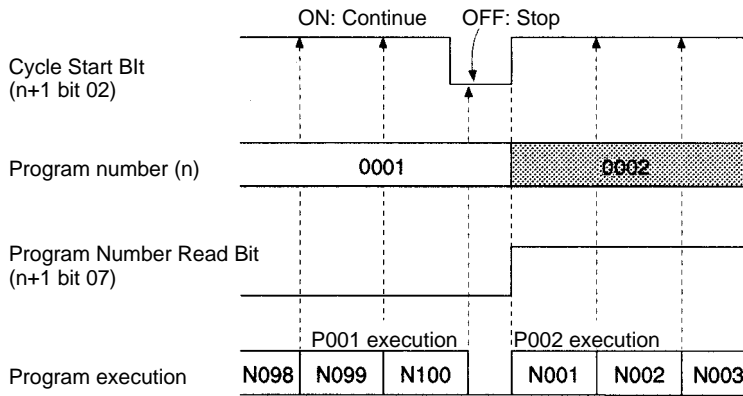 ON: Continue OFF: Stop
Cycle Start BIt
(n+1 bit 02)
Program number (n) 0001 0002
Program Number Read Bit
(n+1 bit 07)
P001 execution P002 execution
Program execution N098 N099 N100 N001 N002 N003